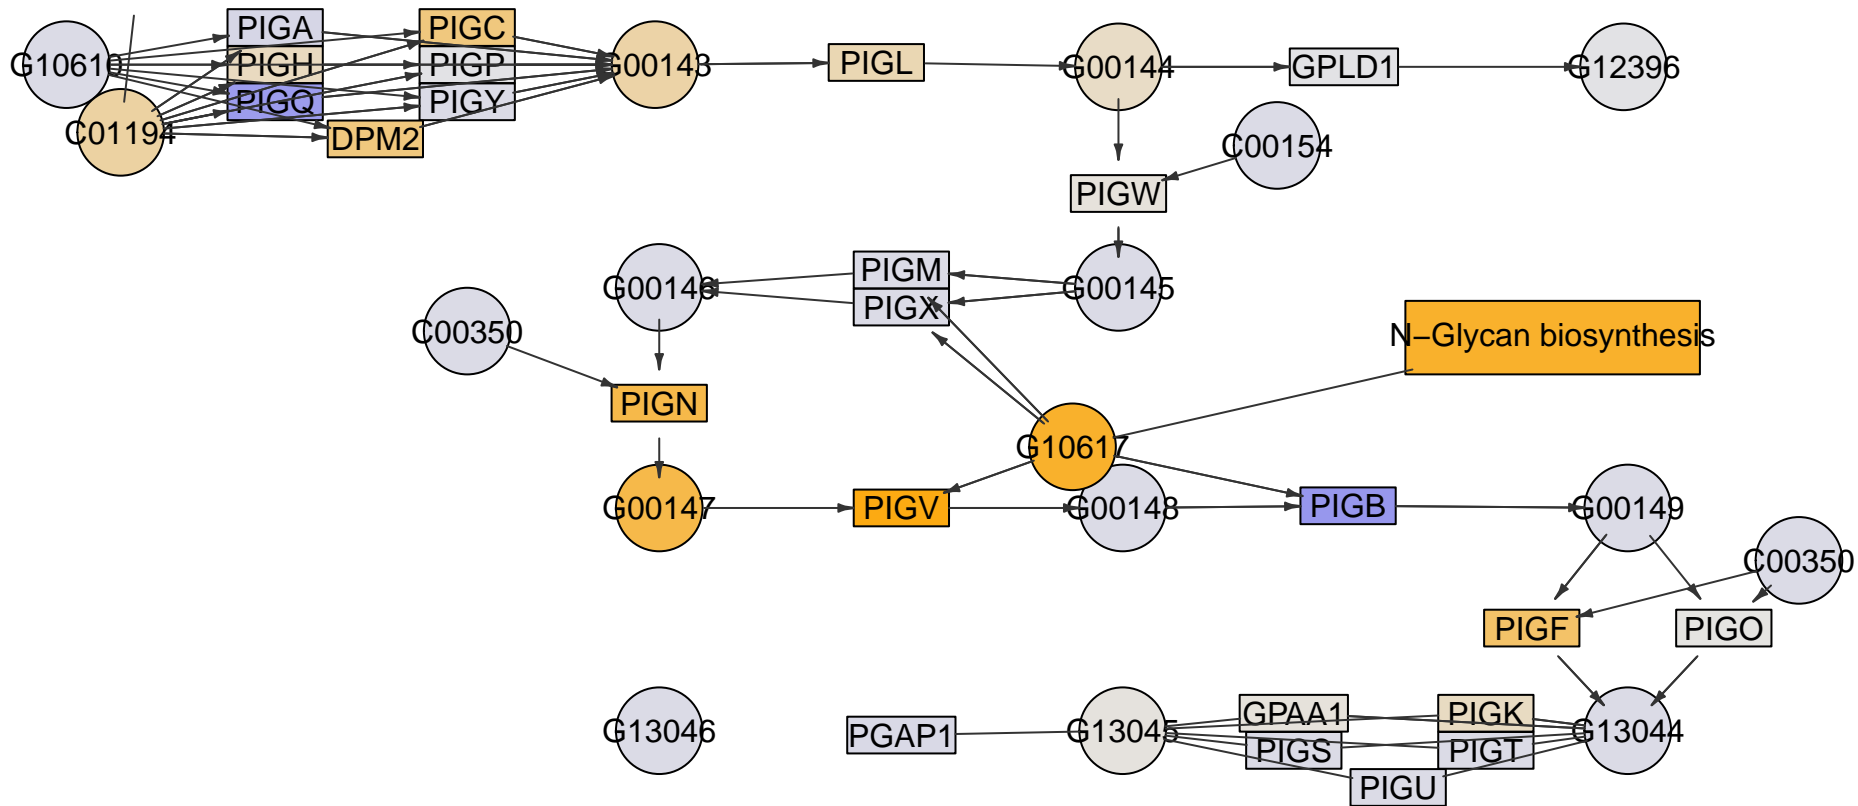 PIGA
PIGC
G10610
PIGH
PIGP
G00143
PIGL
G00144
GPLD1
G12396
PIGQ
PIGY
C01194
DPM2
C00154
PIGW
G00146
PIGM
G00145
PIGX
C00350
N−Glycan biosynthesis
PIGN
G10617
G00147
PIGV
G00148
PIGB
G00149
C00350
PIGF
PIGO
G13046
PGAP1
G13045
GPAA1
PIGK
G13044
PIGS
PIGT
PIGU